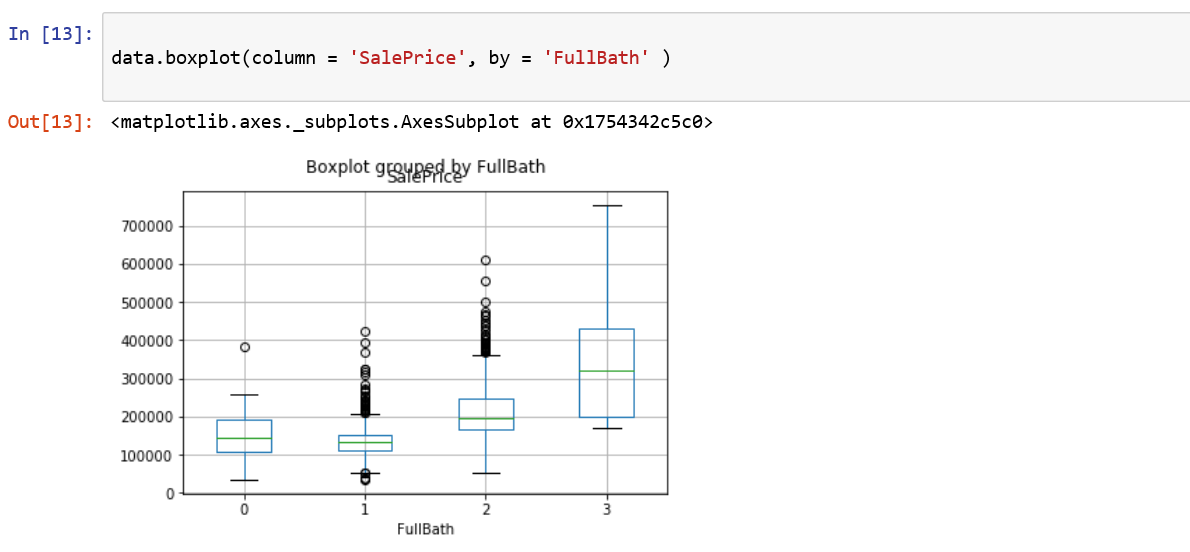 In [13]:
data.boxplot(column = 'SalePrice', by = 'FullBath' )
Out[13]: <matplotlib.axes._subplots.AxesSubplot at 0x1754342c5c0>
Boxplot grouped by FullBath
SalePrice
700000
600000
500000
400000
300000
200000
100000
0
0 1 2 3
FullBath